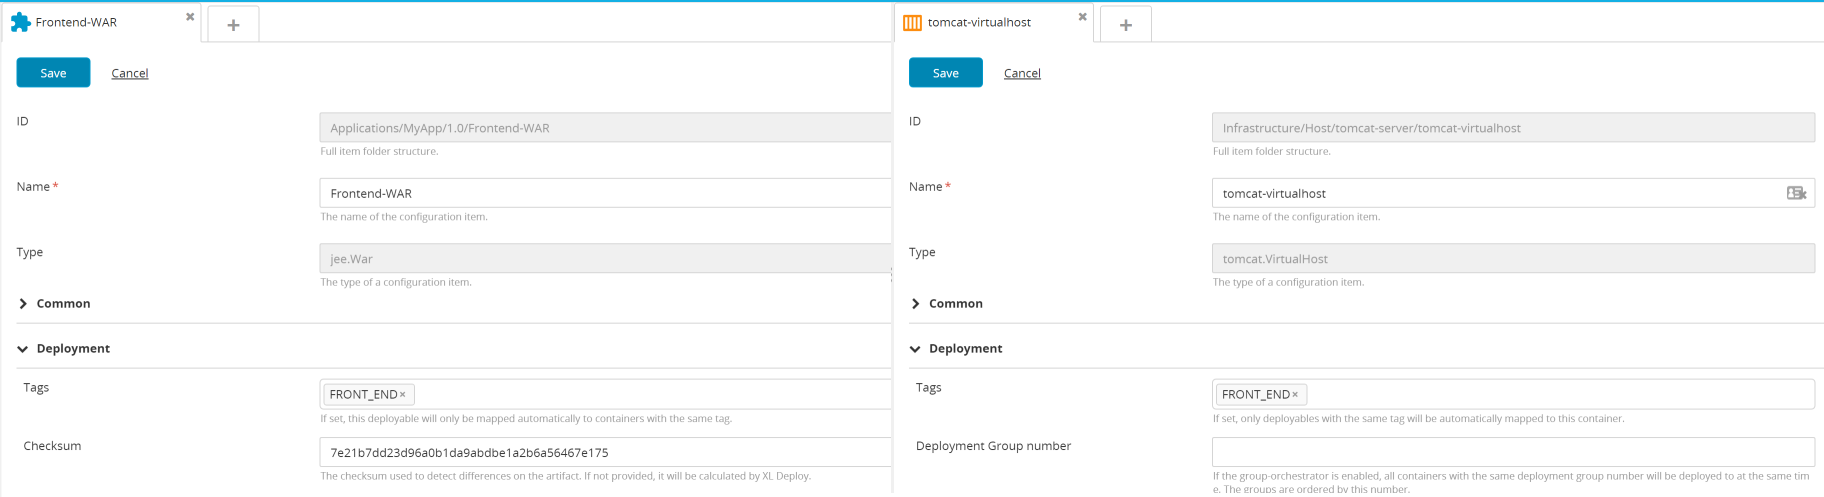 Frontend-WAR
Save
Cancel
ID
Applications/MyApp/1.0/Frontend-WAR
Full item folder structure.
Name *
Frontend-WAR
The name of the configuration item.
Type
jee.War
The type of a configuration item.
Common
Deployment
Tags
FRONT_END×
If set, this deployable will only be mapped automatically to containers with the same tag.
Checksum
7e21b7dd23d96a0b1da9abdbe1a2b6a56467e175
The checksum used to detect differences on the artifact. If not provided, it will be calculated by XL Deploy.
tomcat-virtualhost
Save
Cancel
ID
Infrastructure/Host/tomcat-server/tomcat-virtualhost
Full item folder structure.
Name *
tomcat-virtualhost
The name of the configuration item.
Type
tomcat.VirtualHost
The type of a configuration item.
Common
Deployment
Tags
FRONT_END×
If set, only deployables with the same tag will be automatically mapped to this container.
Deployment Group number
If the group-orchestrator is enabled, all containers with the same deployment group number will be deployed to at the same tim
e. The groups are ordered by this number.